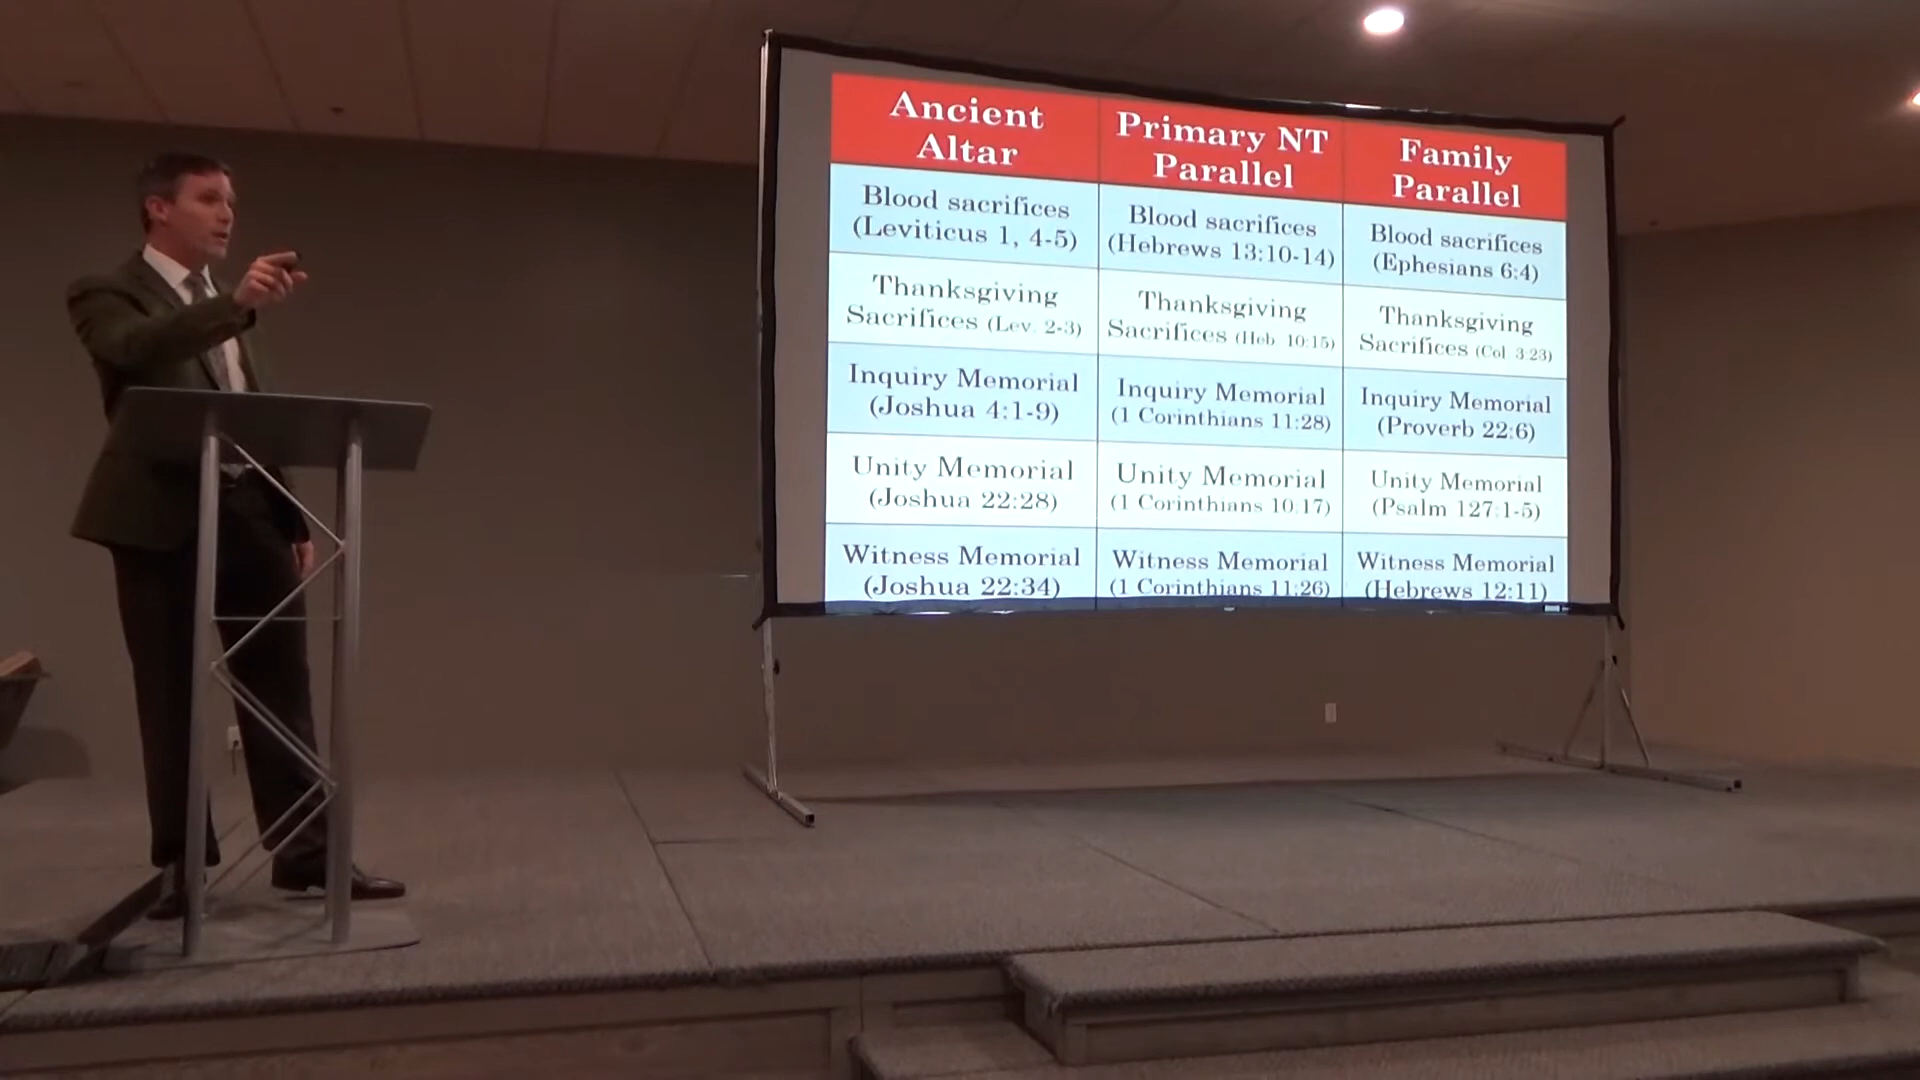 Ancient
Altar
Primary NT
Parallel
Family
Parallel
Blood sacrifices
(Leviticus 1, 4-5)
Blood sacrifices
(Hebrews 13:10-14)
Blood sacrifices
(Ephesians 6:4)
Thanksgiving
Sacrifices (Lev. 2-3)
Thanksgiving
Sacrifices (Heb. 10:15)
Thanksgiving
Sacrifices (Col. 3:23)
Inquiry Memorial
(Joshua 4:1-9)
Inquiry Memorial
(1 Corinthians 11:28)
Inquiry Memorial
(Proverb 22:6)
Unity Memorial
(Joshua 22:28)
Unity Memorial
(1 Corinthians 10:17)
Unity Memorial
(Psalm 127:1-5)
Witness Memorial
(Joshua 22:34)
Witness Memorial
(1 Corinthians 11:26)
Witness Memorial
(Hebrews 12:11)